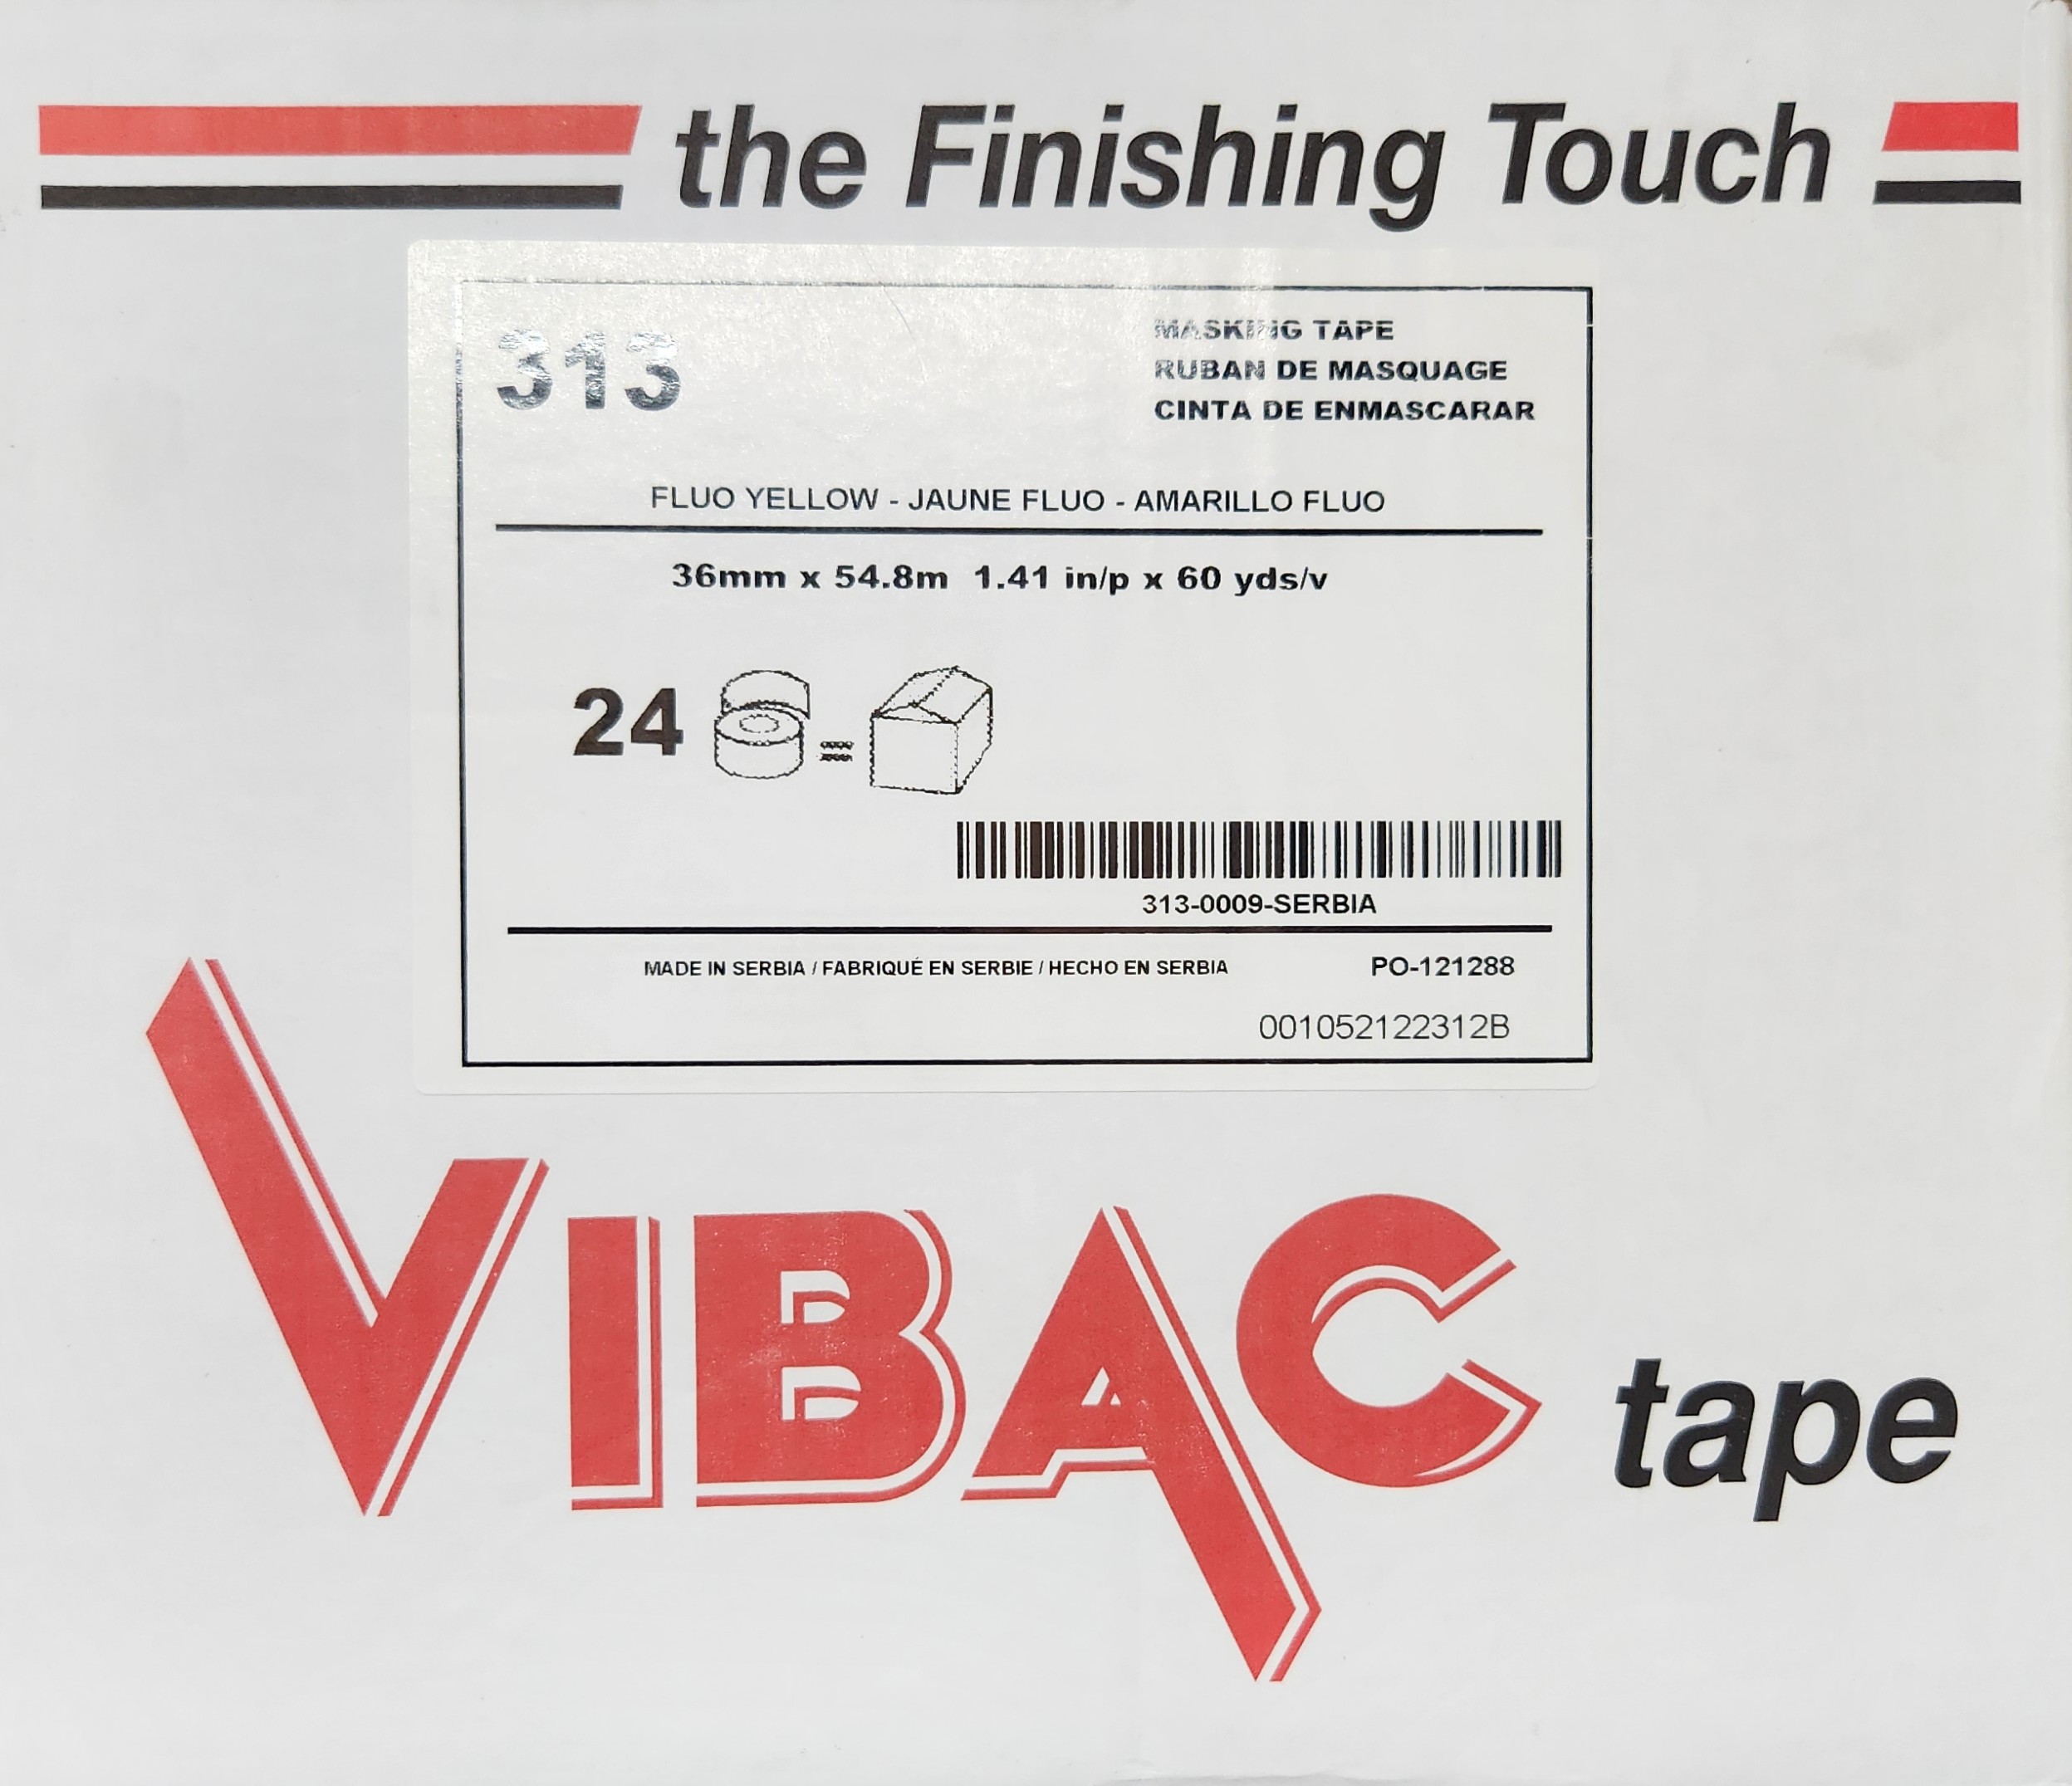 the Finishing Touch
313
MASKING TAPE
RUBAN DE MASQUAGE
CINTA DE ENMASCARAR
FLUO YELLOW - JAUNE FLUO - AMARILLO FLUO
36mm x 54.8m 1.41 in/p x 60 yds/v
24 =
313-0009-SERBIA
MADE IN SERBIA / FABRIQUÉ EN SERBIE / HECHO EN SERBIA PO-121288
001052122312B
VIBAC tape